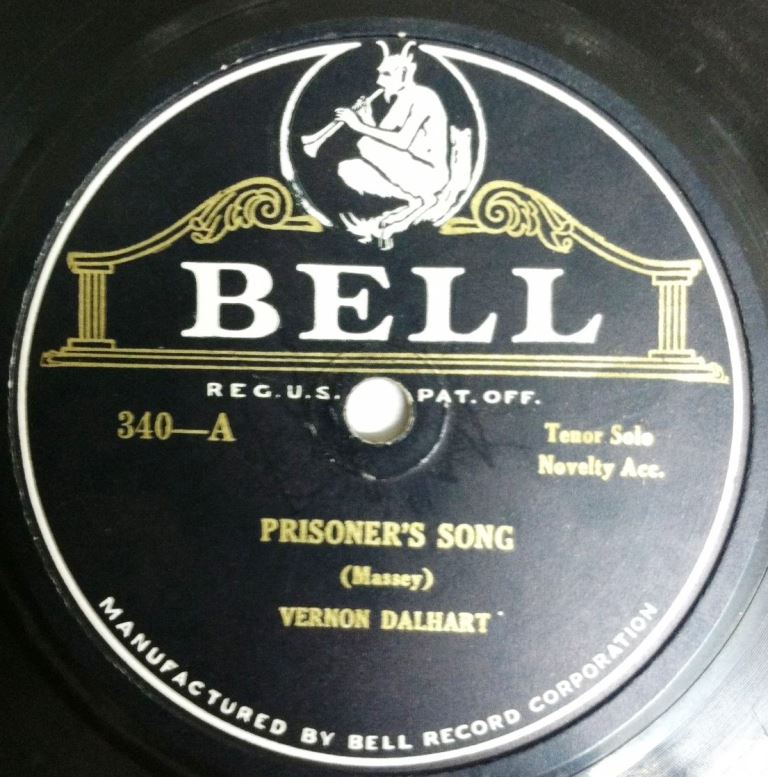 BELL
REG. U.S. PAT. OFF.
340—A
Tenor Solo
Novelty Acc.
PRISONER'S SONG
(Massey)
VERNON DALHART
MANUFACTURED BY BELL RECORD CORPORATION